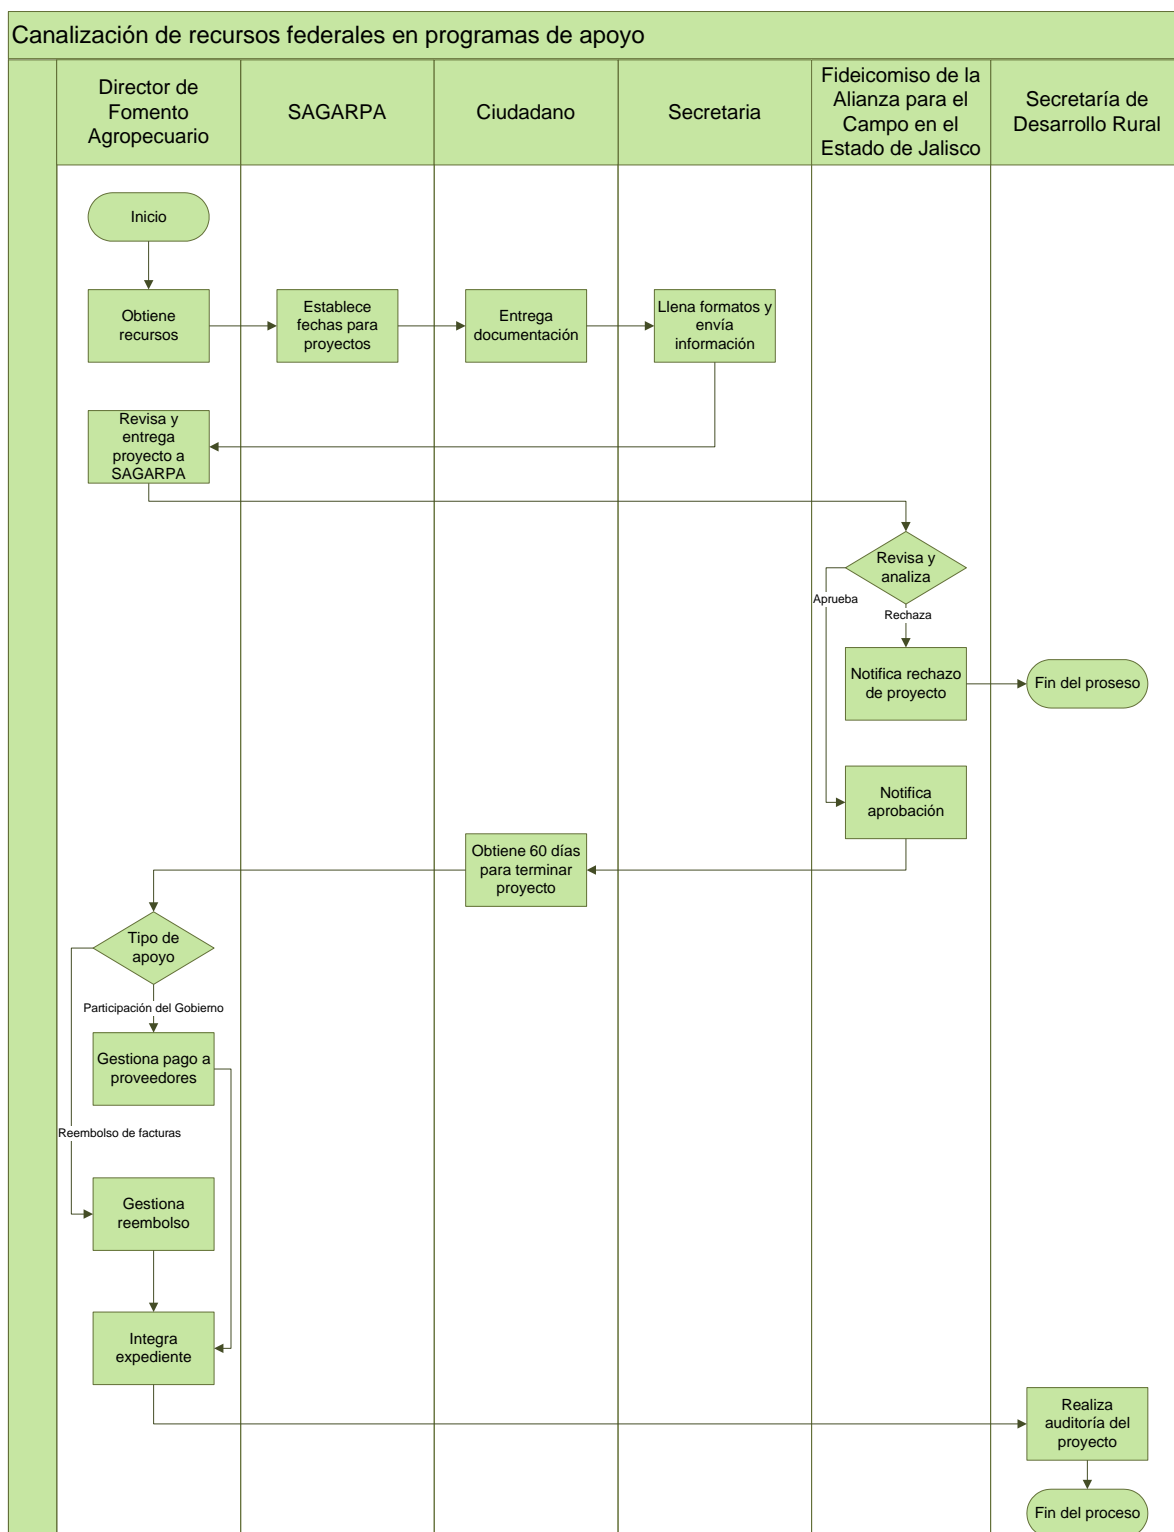 Canalización de recursos federales en programas de apoyo
Director de
Fomento
Agropecuario
SAGARPA
Ciudadano
Secretaria
Fideicomiso de la
Alianza para el
Campo en el
Estado de Jalisco
Secretaría de
Desarrollo Rural
Inicio
Obtiene
recursos
Establece
fechas para
proyectos
Entrega
documentación
Llena formatos y
envía
información
Revisa y
entrega
proyecto a
SAGARPA
Revisa y
analiza
Aprueba
Rechaza
Notifica rechazo
de proyecto
Fin del proseso
Notifica
aprobación
Obtiene 60 días
para terminar
proyecto
Tipo de
apoyo
Participación del Gobierno
Gestiona pago a
proveedores
Reembolso de facturas
Gestiona
reembolso
Integra
expediente
Realiza
auditoría del
proyecto
Fin del proceso